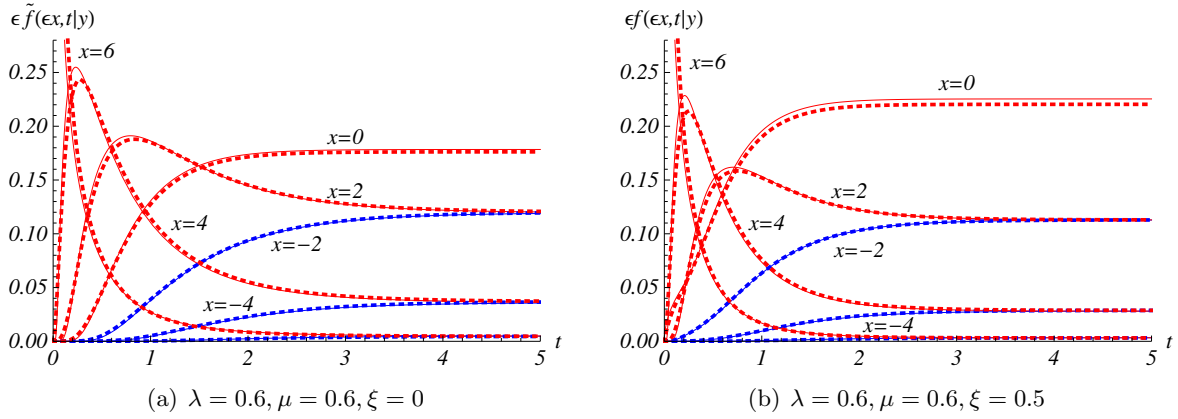 ϵ f̃(ϵx,t|y)
x=6
0.25
0.20
x=0
0.15
x=2
x=4
0.10
x=−2
0.05
x=−4
0.00
0 1 2 3 4 5 t
(a) λ = 0.6, μ = 0.6, ξ = 0
ϵf(ϵx,t|y)
x=6
0.25
x=0
0.20
0.15
x=2
x=4
0.10
x=−2
0.05
x=−4
0.00
0 1 2 3 4 5 t
(b) λ = 0.6, μ = 0.6, ξ = 0.5